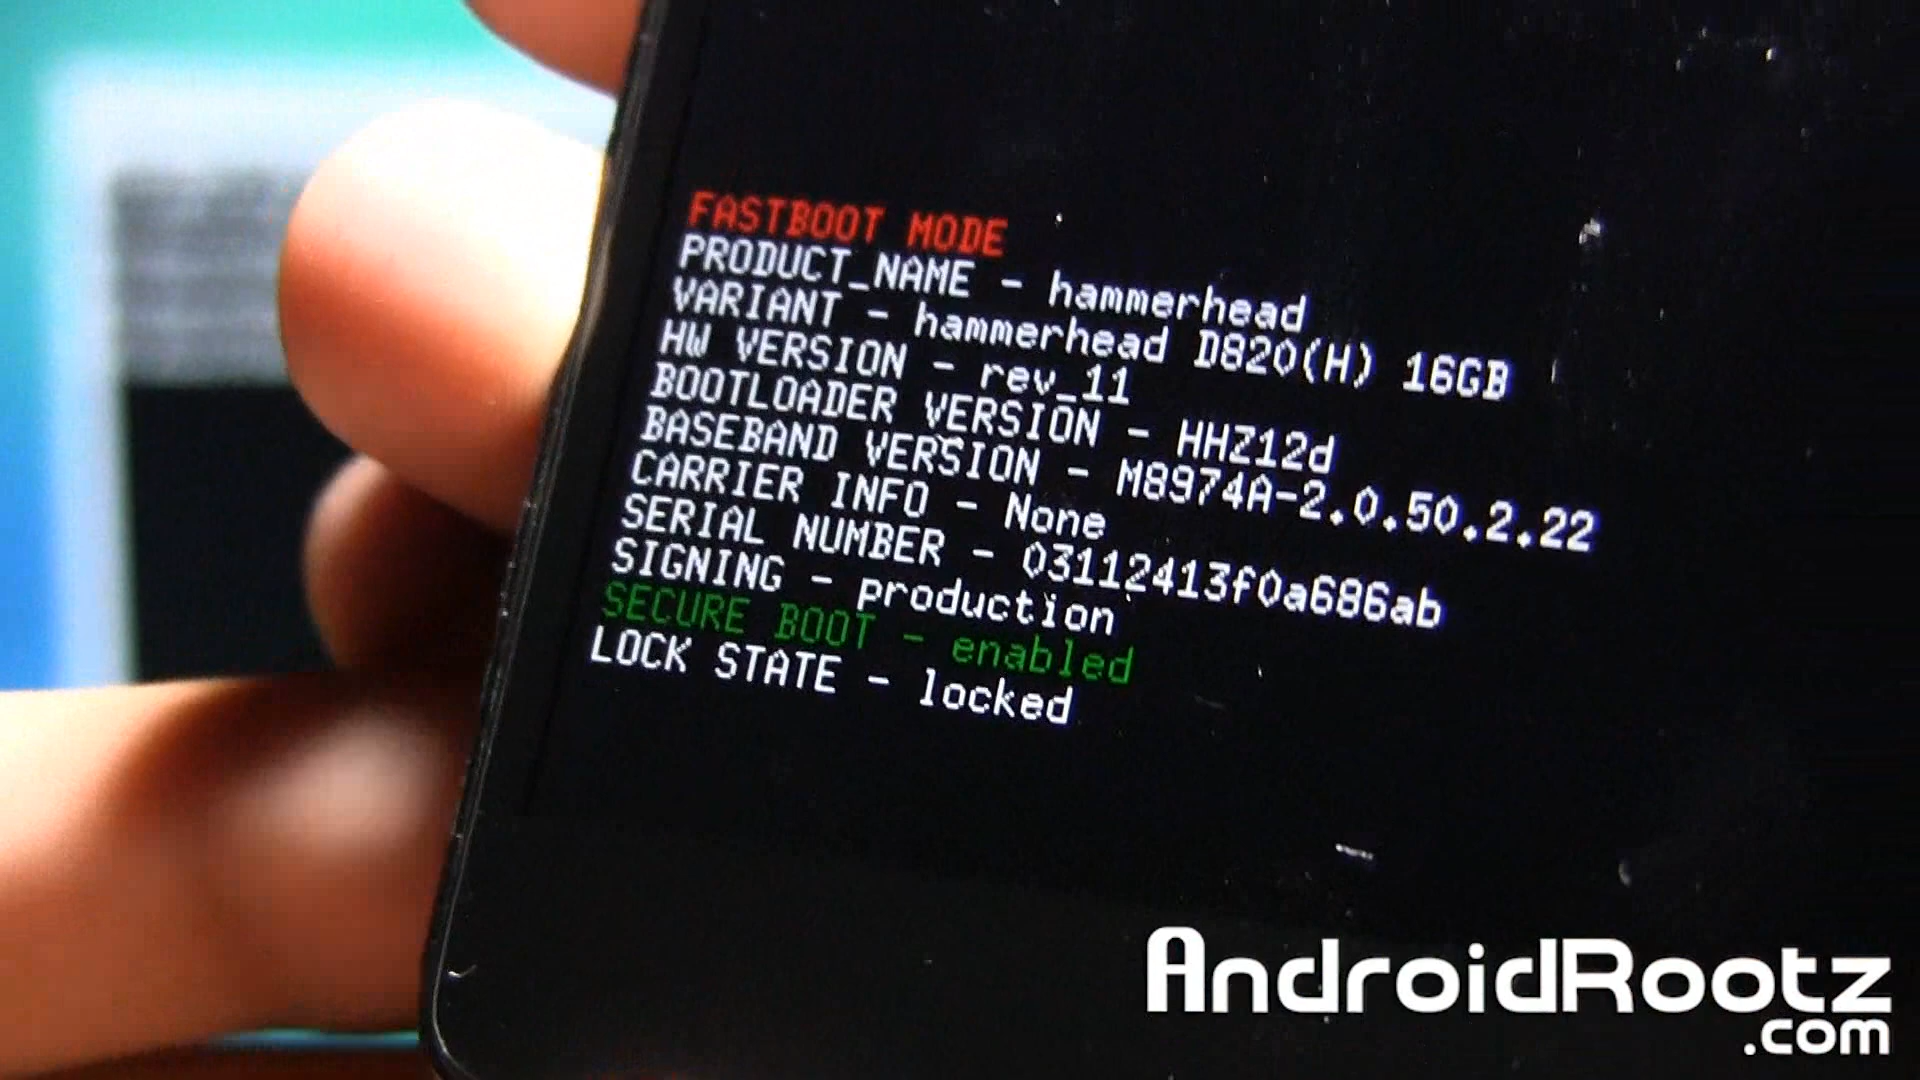 FASTBOOT MODE
PRODUCT_NAME - hammerhead
VARIANT - hammerhead D820(H) 16GB
HW VERSION - rev_11
BOOTLOADER VERSION - HHZ12d
BASEBAND VERSION - M8974A-2.0.50.2.22
CARRIER INFO - None
SERIAL NUMBER - 03112413f0a686ab
SIGNING - production
SECURE BOOT - enabled
LOCK STATE - locked
AndroidRootz
.com